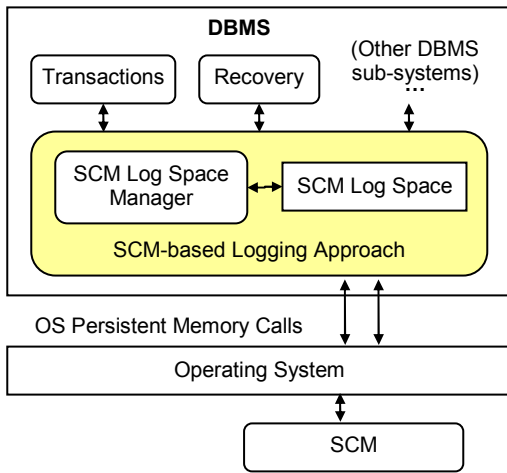 DBMS
Transactions
Recovery
(Other DBMS
sub-systems)
...
SCM Log Space
Manager
SCM Log Space
SCM-based Logging Approach
OS Persistent Memory Calls
Operating System
SCM